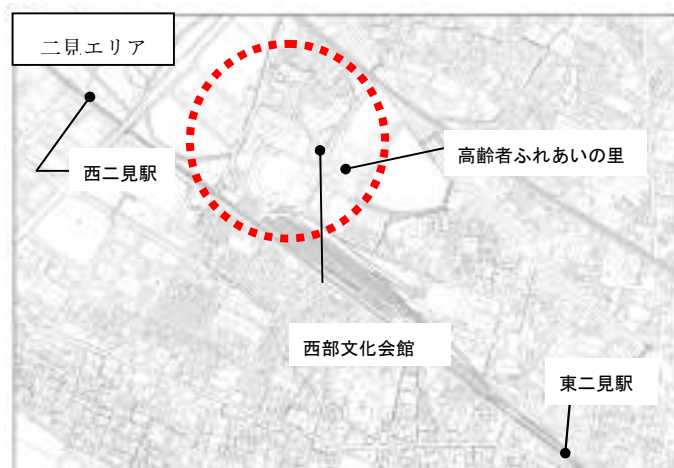 二見エリア
西二見駅
高齢者ふれあいの里
西部文化会館
東二見駅